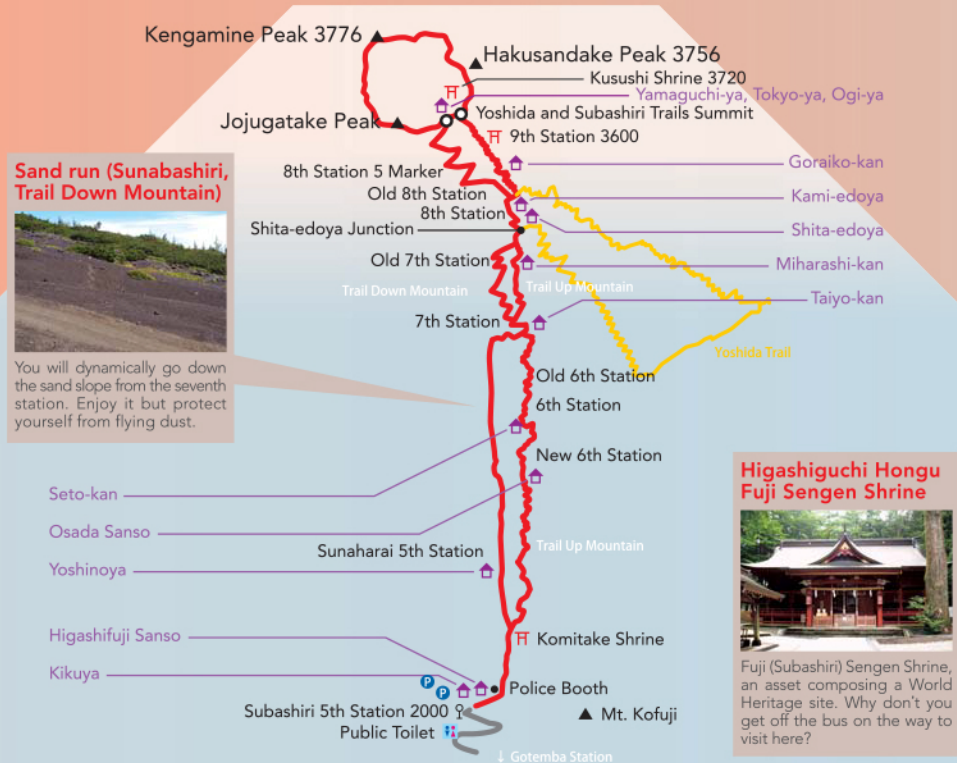 Kengamine Peak 3776
Hakusandake Peak 3756
Kusushi Shrine 3720
Yamaguchi-ya, Tokyo-ya, Ogi-ya
Jojugatake Peak
Yoshida and Subashiri Trails Summit
9th Station 3600
Goraiko-kan
8th Station 5 Marker
Old 8th Station
Kami-edoya
8th Station
Shita-edoya
Shita-edoya Junction
Old 7th Station
Miharashi-kan
Trail Down Mountain
Trail Up Mountain
Taiyo-kan
7th Station
Yoshida Trail
Sand run (Sunabashiri,
Trail Down Mountain)
You will dynamically go down
the sand slope from the seventh
station. Enjoy it but protect
yourself from flying dust.
Old 6th Station
6th Station
New 6th Station
Seto-kan
Osada Sanso
Sunaharai 5th Station
Trail Up Mountain
Yoshinoya
Higashifuji Sanso
Komitake Shrine
Kikuya
P
P
Police Booth
Subashiri 5th Station 2000
Mt. Kofuji
Public Toilet
↓ Gotemba Station
Higashiguchi Hongu
Fuji Sengen Shrine
Fuji (Subashiri) Sengen Shrine,
an asset composing a World
Heritage site. Why don't you
get off the bus on the way to
visit here?